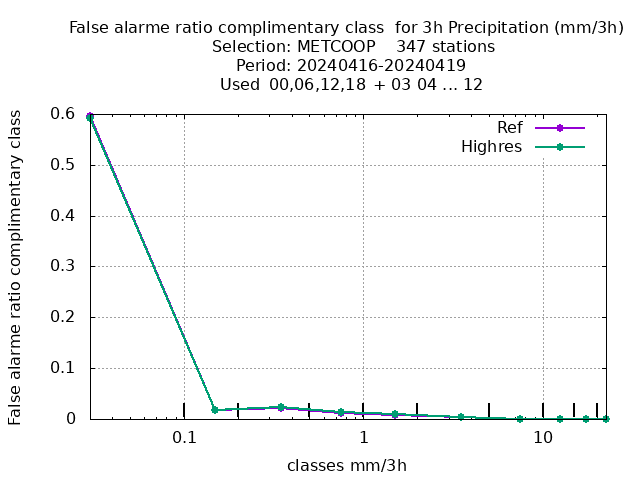 False alarme ratio complimentary class  for 3h Precipitation (mm/3h)
Selection: METCOOP    347 stations
Period: 20240416-20240419
Used 00,06,12,18 + 03 04 ... 12
False alarme ratio complimentary class
0.6
0.5
0.4
0.3
0.2
0.1
0
Ref
Highres
0.1
1
10
classes mm/3h